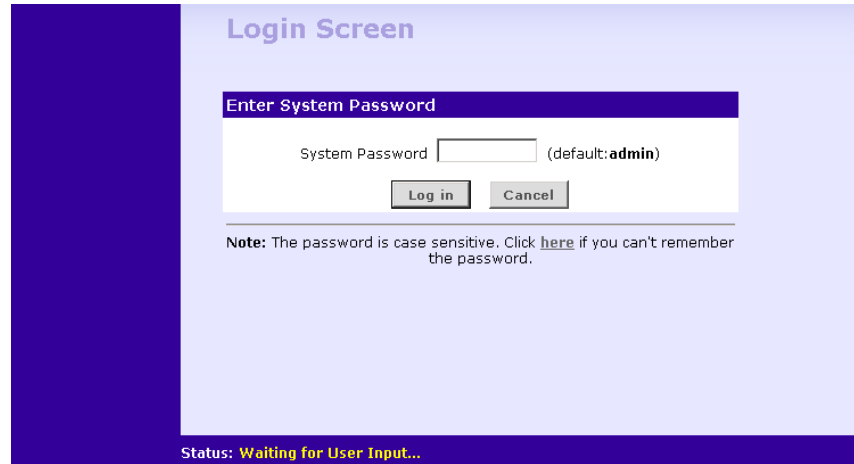 Login Screen
Enter System Password
System Password (default:admin)
Log in Cancel
Note: The password is case sensitive. Click here if you can't remember
the password.
Status: Waiting for User Input...